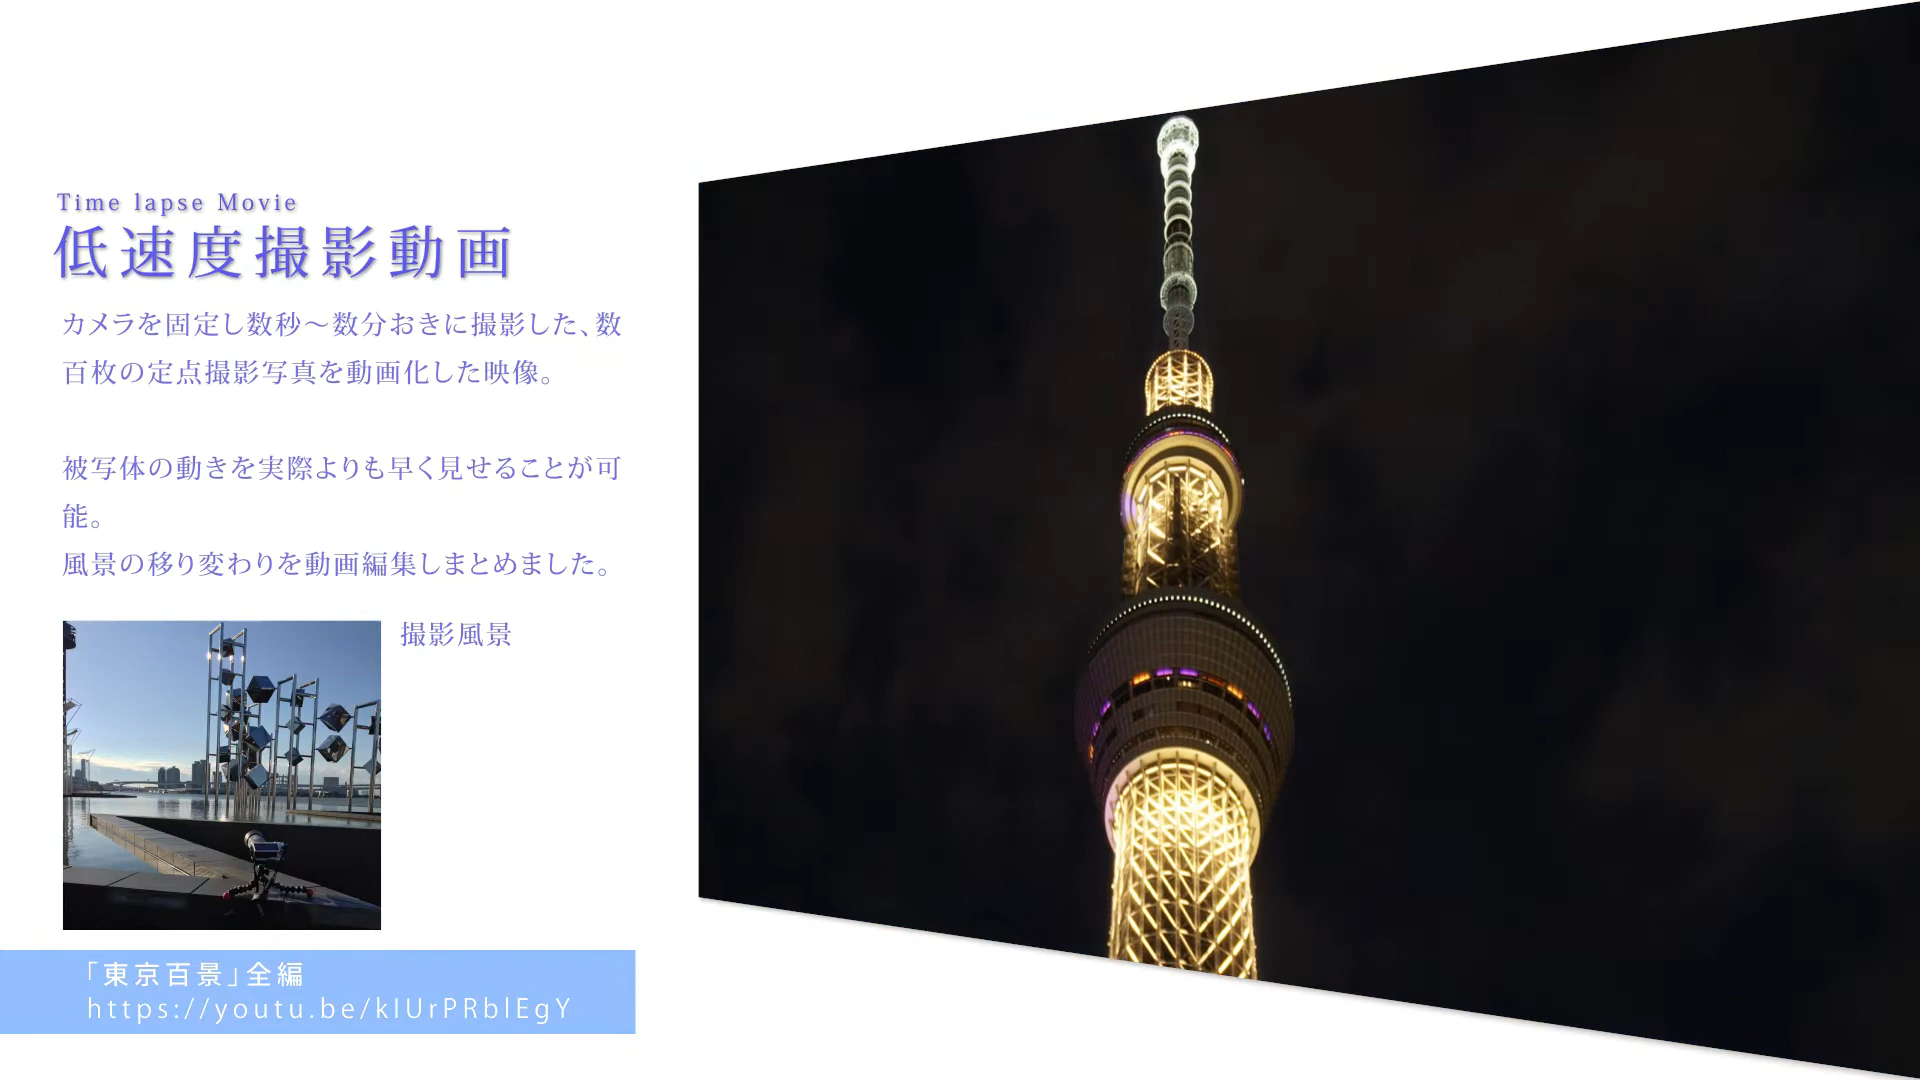 Time lapse Movie
低速度撮影動画
カメラを固定し数秒～数分おきに撮影した、数
百枚の定点撮影写真を動画化した映像。
被写体の動きを実際よりも早く見せることが可
能。
風景の移り変わりを動画編集しまとめました。
撮影風景
「東京百景」全編
https://youtu.be/kIUrPRblEgY